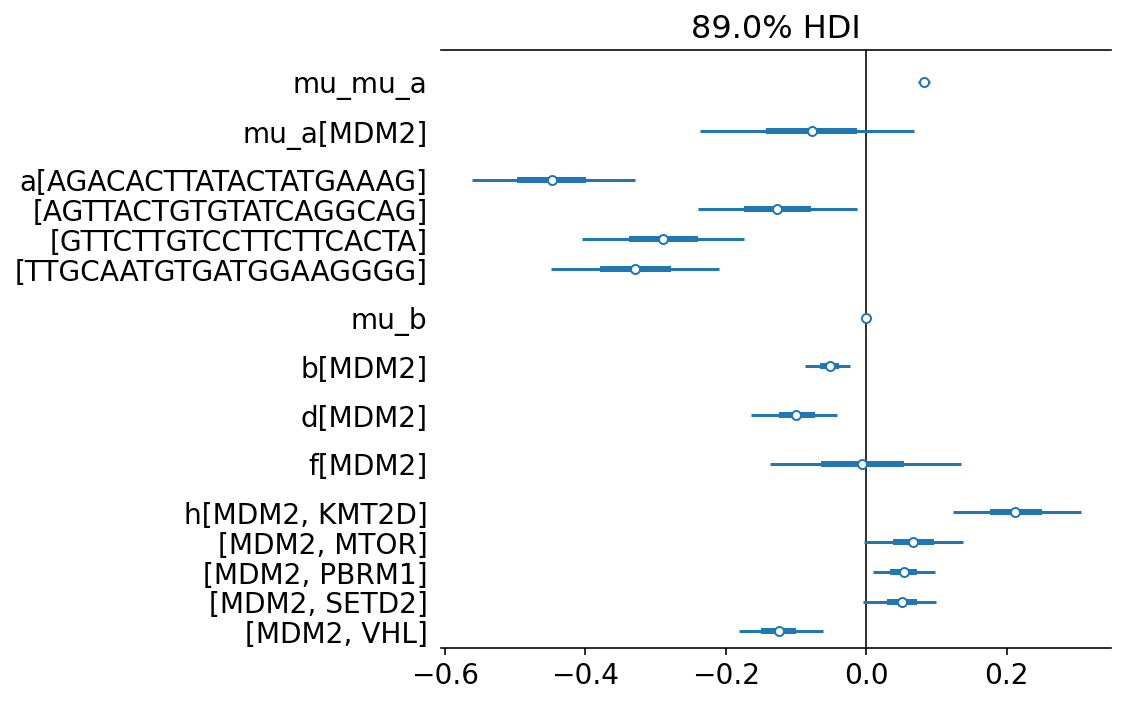 89.0% HDI
mu_mu_a
mu_a[MDM2]
a[AGACACTTATACTATGAAAG]
[AGTTACTGTGTATCAGGCAG]
[GTTCTTGTCCTTCTTCACTA]
[TTGCAATGTGATGGAAGGGG]
mu_b
b[MDM2]
d[MDM2]
f[MDM2]
h[MDM2, KMT2D]
[MDM2, MTOR]
[MDM2, PBRM1]
[MDM2, SETD2]
[MDM2, VHL]
−0.6 −0.4 −0.2 0.0 0.2